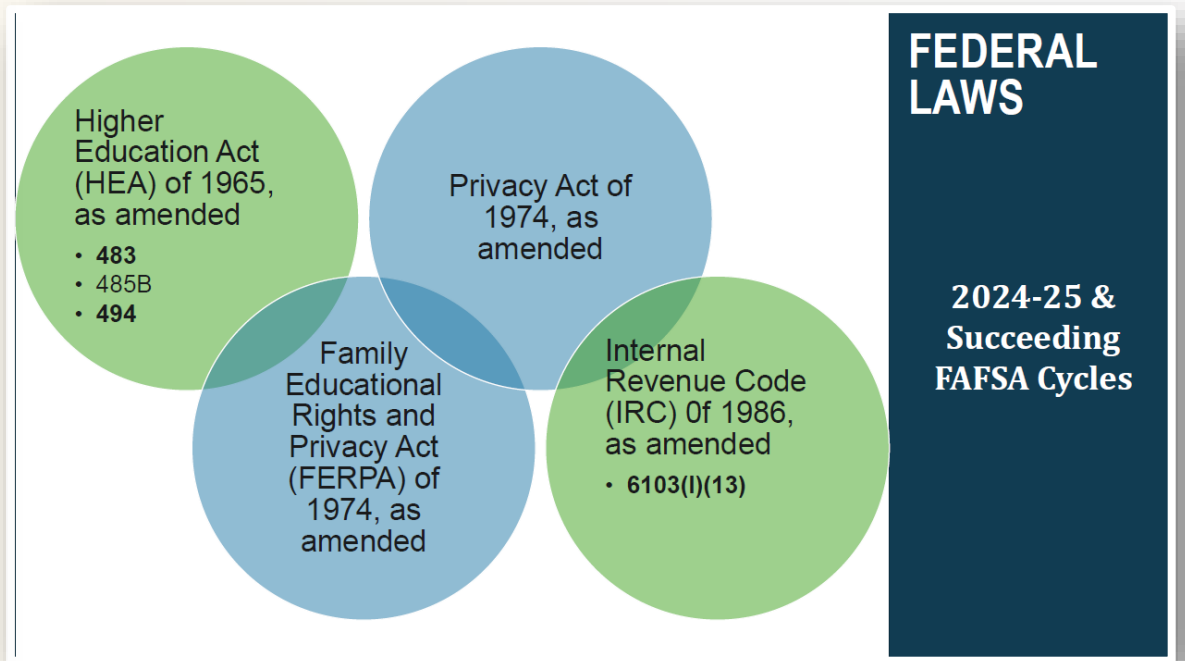 Higher
Education Act
(HEA) of 1965,
as amended
• 483
• 485B
• 494
Privacy Act of
1974, as
amended
Family
Educational
Rights and
Privacy Act
(FERPA) of
1974, as
amended
Internal
Revenue Code
(IRC) 0f 1986,
as amended
• 6103(l)(13)
FEDERAL
LAWS
2024-25 &
Succeeding
FAFSA Cycles